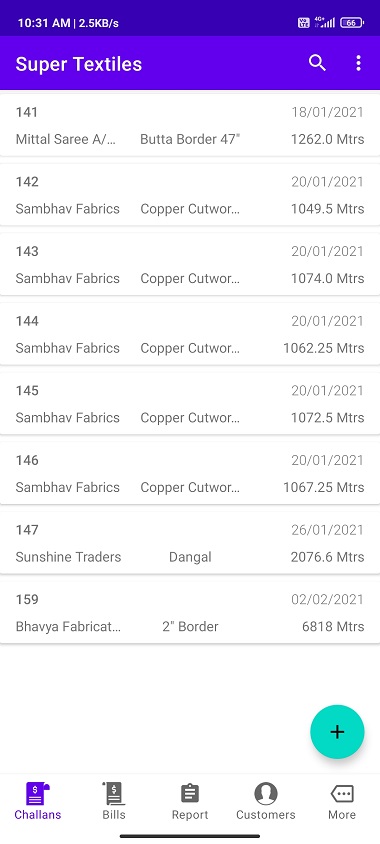 10:31 AM | 2.5KB/s VoLTE 4G+ 66
Super Textiles
141 18/01/2021
Mittal Saree A/... Butta Border 47" 1262.0 Mtrs
142 20/01/2021
Sambhav Fabrics Copper Cutwor... 1049.5 Mtrs
143 20/01/2021
Sambhav Fabrics Copper Cutwor... 1074.0 Mtrs
144 20/01/2021
Sambhav Fabrics Copper Cutwor... 1062.25 Mtrs
145 20/01/2021
Sambhav Fabrics Copper Cutwor... 1072.5 Mtrs
146 20/01/2021
Sambhav Fabrics Copper Cutwor... 1067.25 Mtrs
147 26/01/2021
Sunshine Traders Dangal 2076.6 Mtrs
159 02/02/2021
Bhavya Fabricat... 2" Border 6818 Mtrs
+
Challans Bills Report Customers More